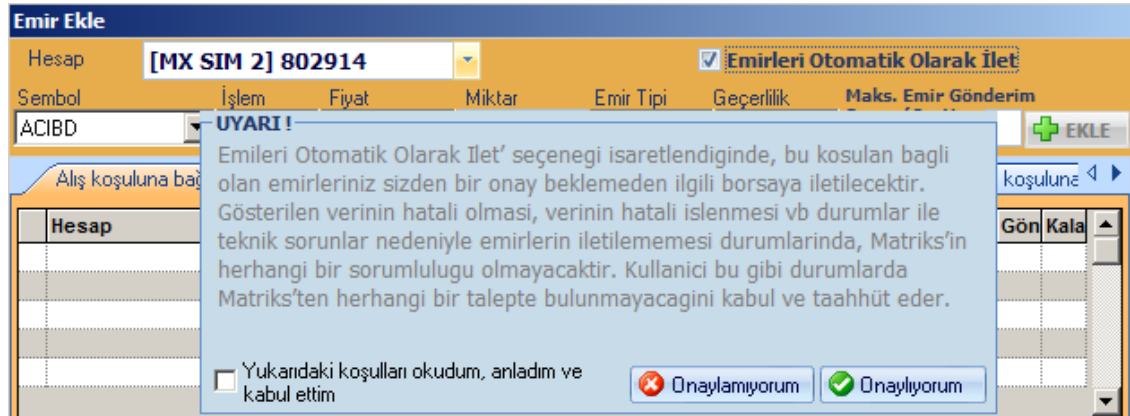 Emir Ekle
Hesap [MX SIM 2] 802914 Emirleri Otomatik Olarak İlet
Sembol İşlem Fiyat Miktar Emir Tipi Geçerlilik Maks. Emir Gönderim
ACIBD EKLE
UYARI !
Emileri Otomatik Olarak Ilet’ seçenegi isaretlendiginde, bu kosulan bagli
olan emirleriniz sizden bir onay beklemeden ilgili borsaya iletilecektir.
Gösterilen verinin hatali olmasi, verinin hatali islenmesi vb durumlar ile
teknik sorunlar nedeniyle emirlerin iletilememesi durumlarinda, Matriks’in
herhangi bir sorumlulugu olmayacaktir. Kullanici bu gibi durumlarda
Matriks’ten herhangi bir talepte bulunmayacagini kabul ve taahhüt eder.
Alış koşuluna bağ koşuluna
Hesap Gön Kala
Yukarıdaki koşulları okudum, anladım ve
kabul ettim
Onaylamıyorum Onaylıyorum